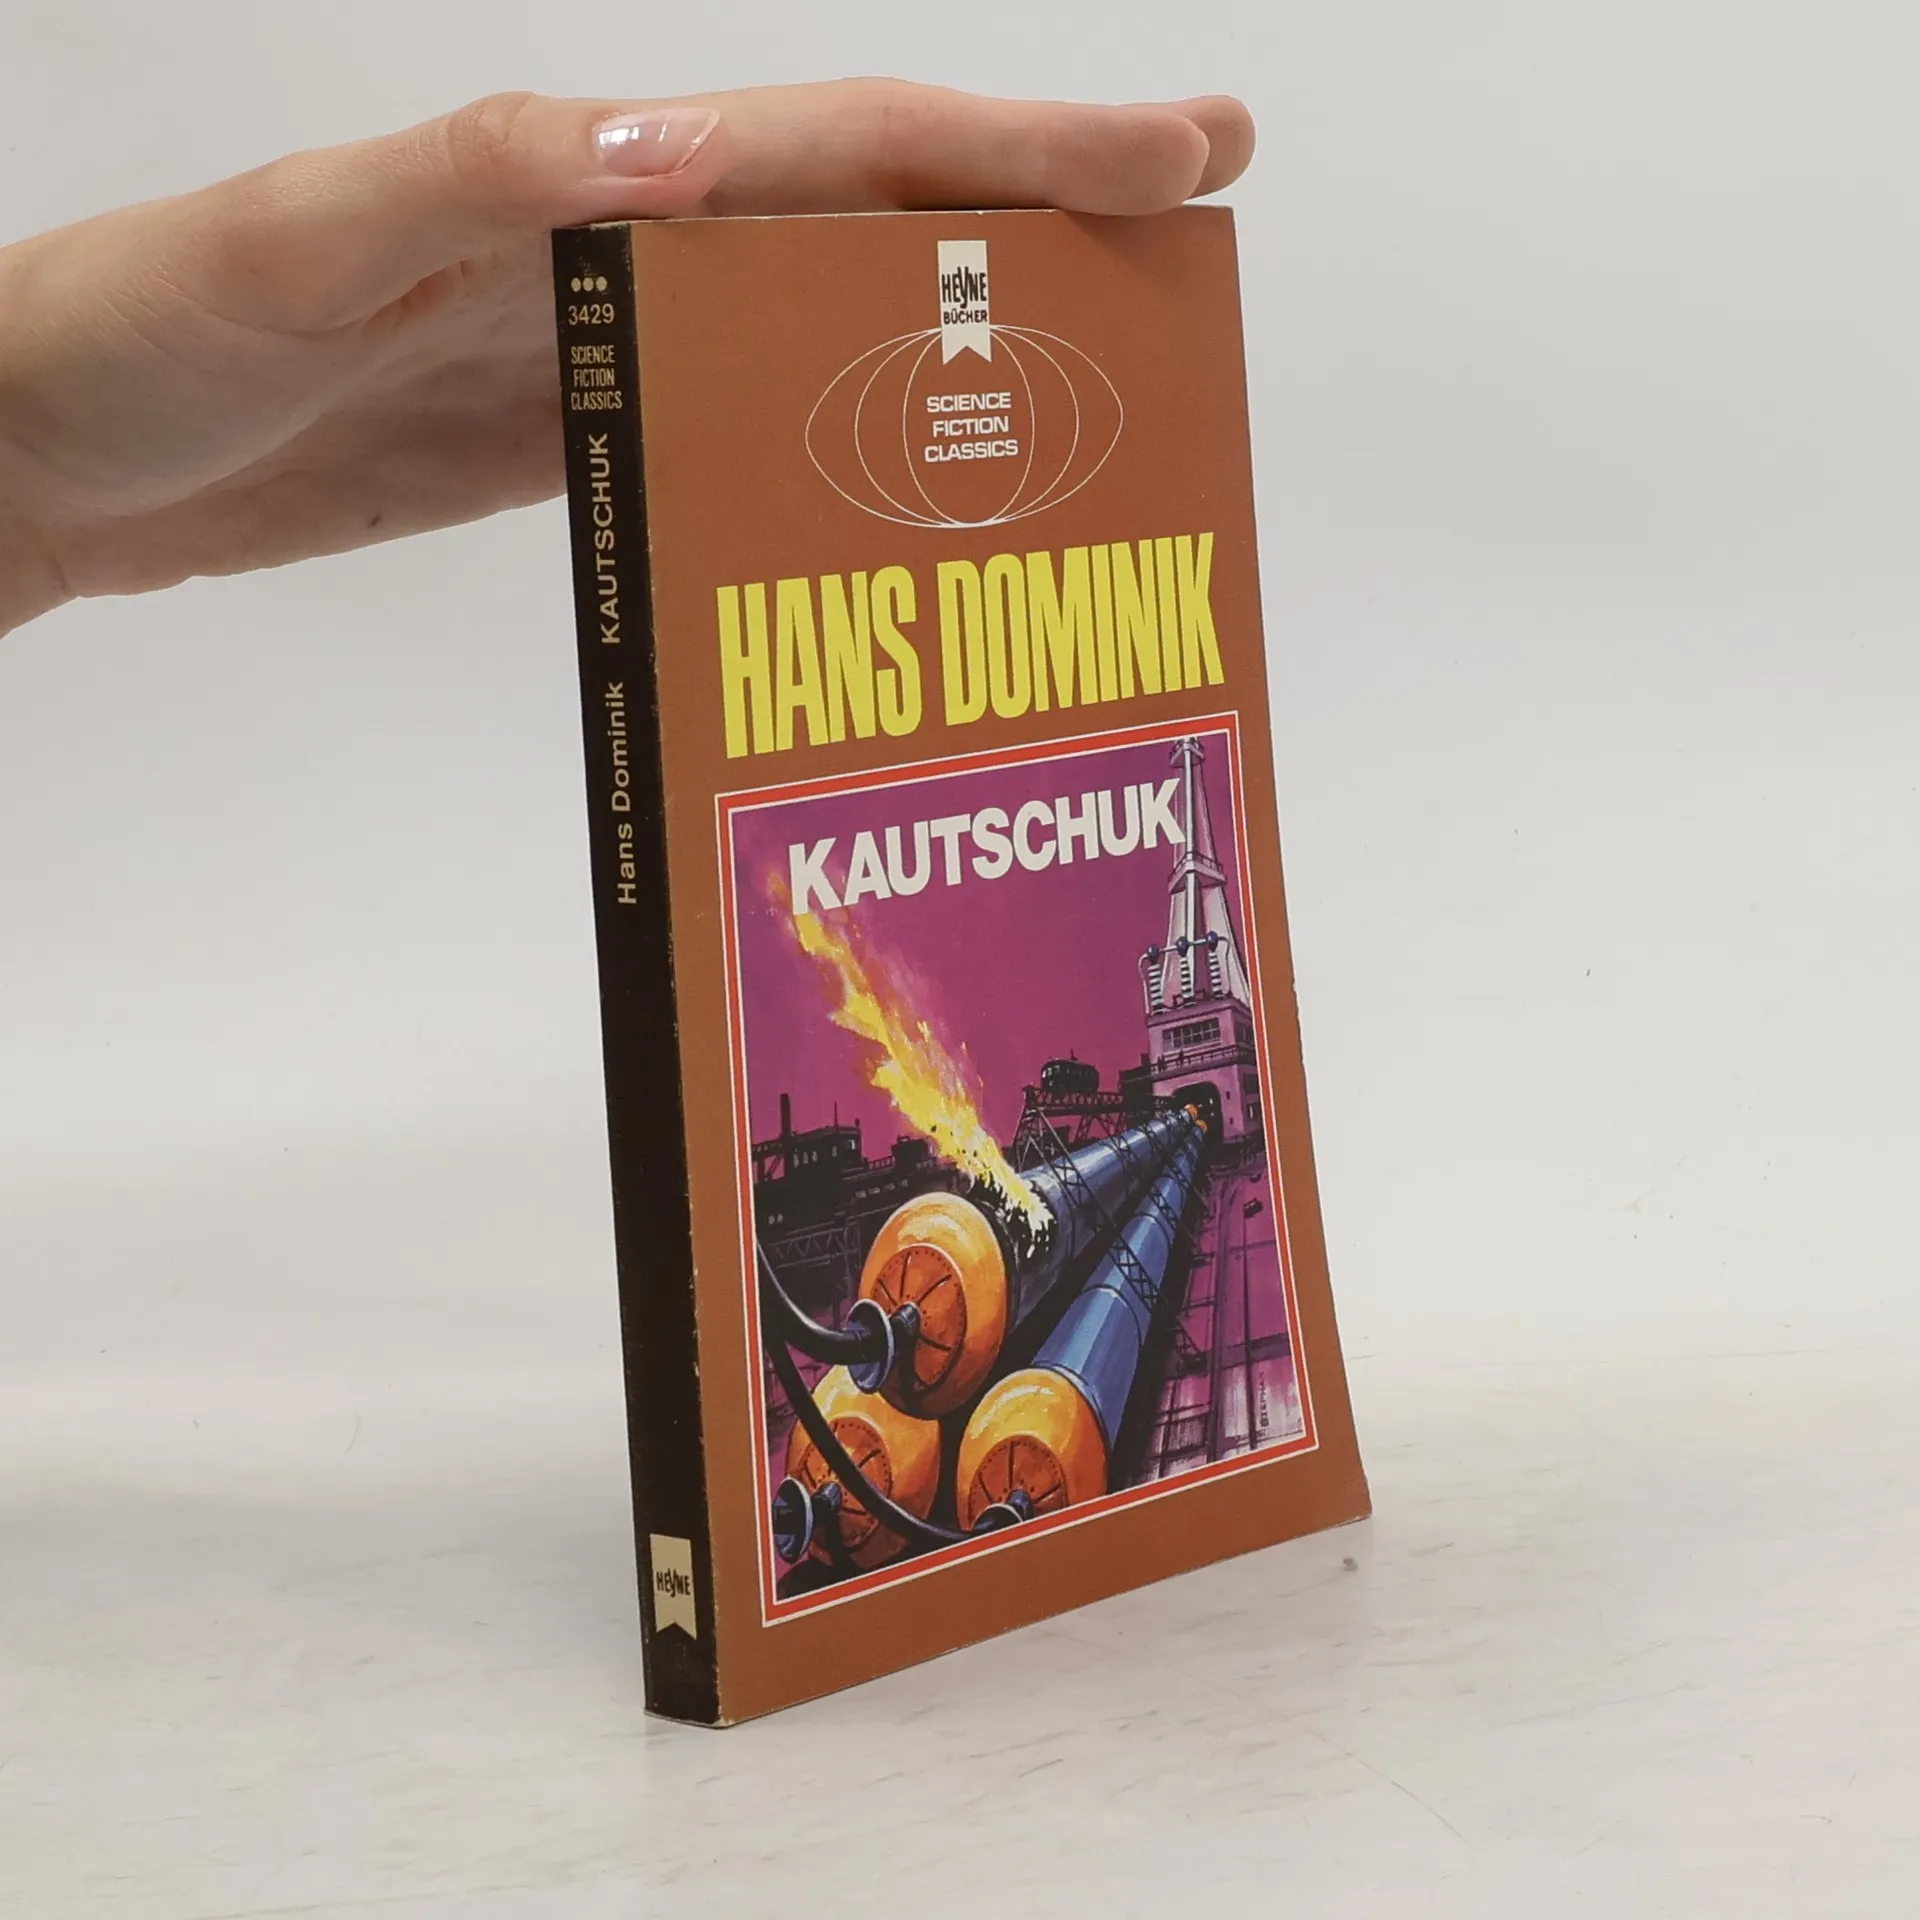 3429
SCIENCE
FICTION
CLASSICS
Hans Dominik KAUTSCHUK
HEYNE
HEYNE
BÜCHER
SCIENCE
FICTION
CLASSICS
HANS DOMINIK
KAUTSCHUK